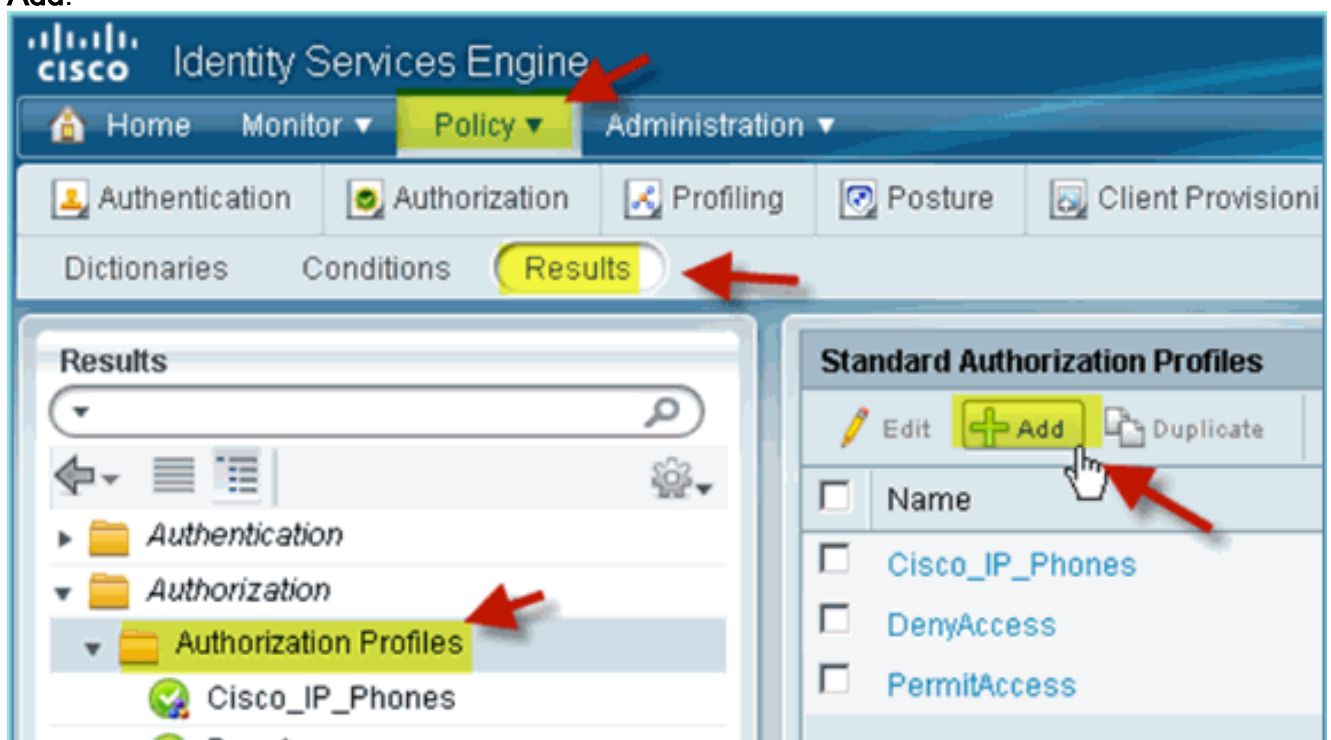 Add.
CISCO Identity Services Engine
Home Monitor Policy Administration
Authentication Authorization Profiling Posture Client Provisioni
Dictionaries Conditions Results
Results
Authentication
Authorization
Authorization Profiles
Cisco_IP_Phones
Standard Authorization Profiles
Edit Add Duplicate
Name
Cisco_IP_Phones
DenyAccess
PermitAccess